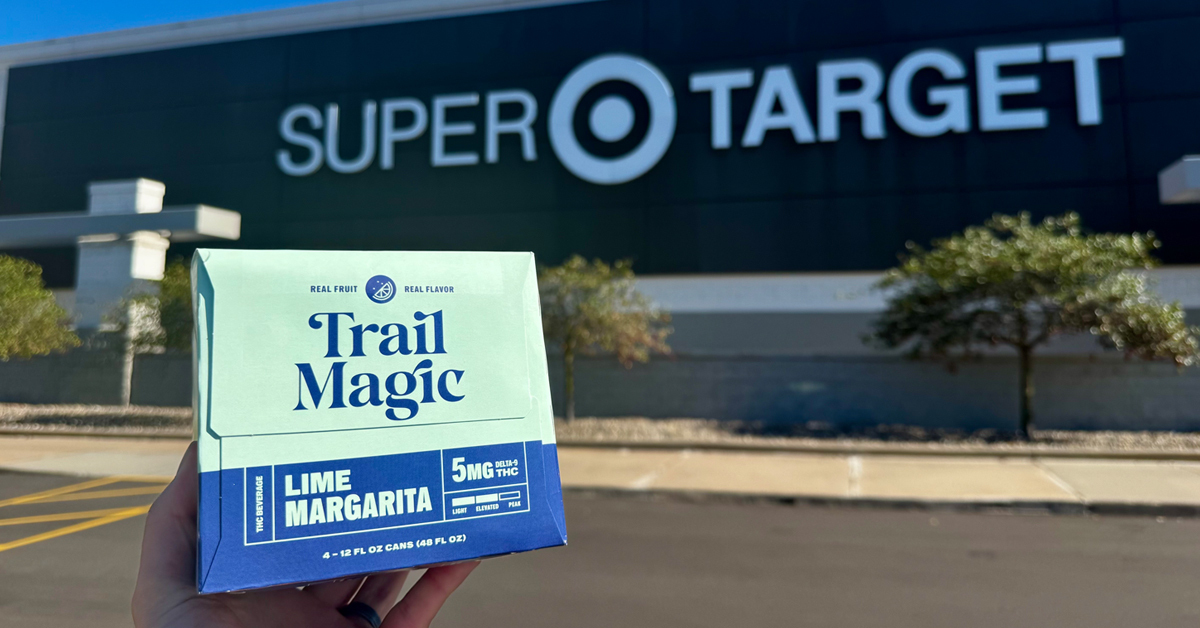 SUPER TARGET
REAL FRUIT REAL FLAVOR
Trail
Magic
THC BEVERAGE
LIME
MARGARITA
5MG DELTA-9
THC
LIGHT ELEVATED PEAK
4 – 12 FL OZ CANS (48 FL OZ)